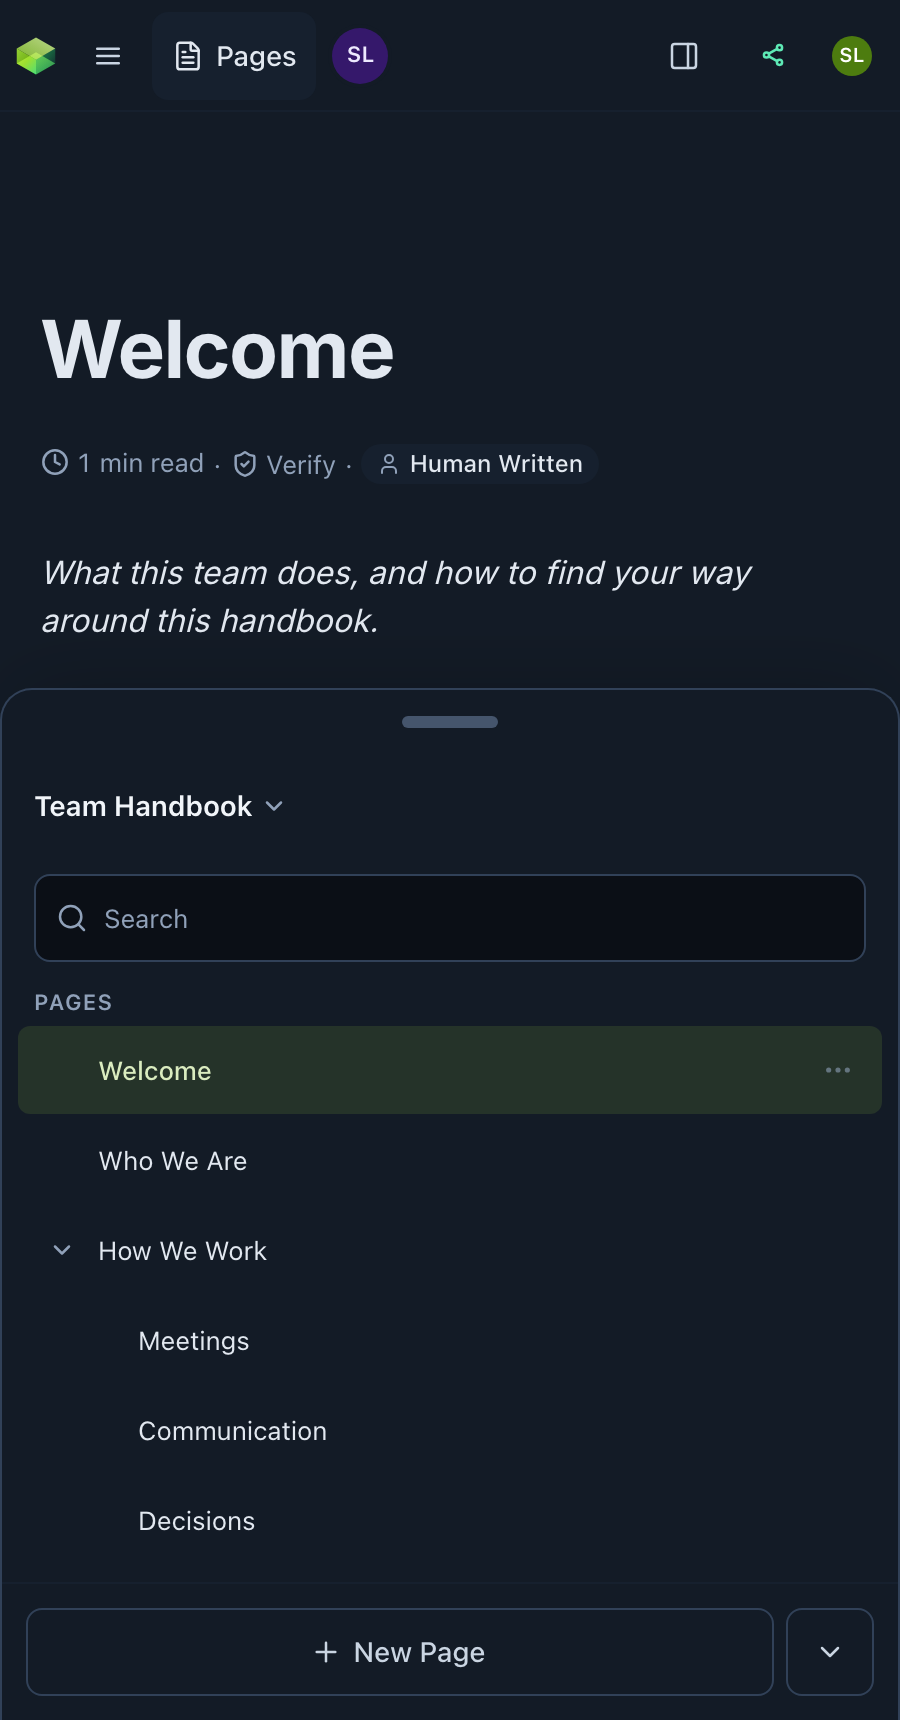 Pages SL SL
Welcome
1 min read · Verify · Human Written
What this team does, and how to find your way
around this handbook.
Team Handbook
Search
PAGES
Welcome
Who We Are
How We Work
Meetings
Communication
Decisions
New Page